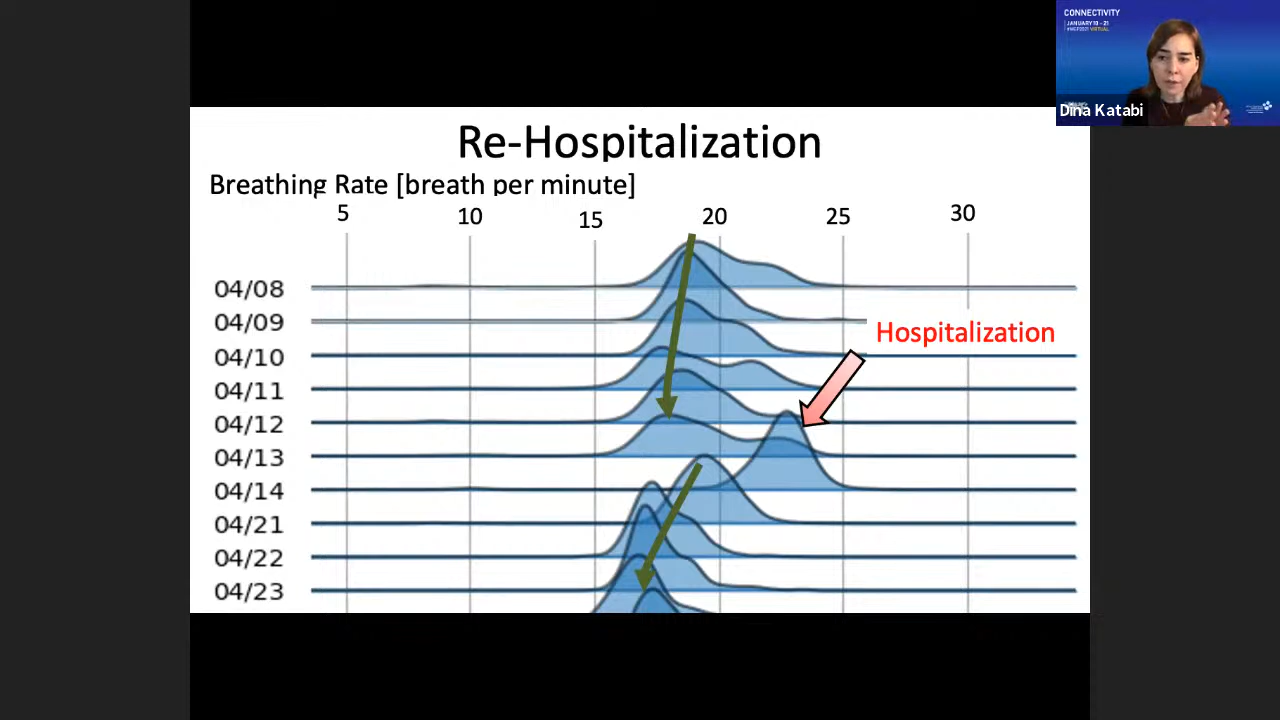 CONNECTIVITY
JANUARY 10 - 21
VIRTUAL
Dina Katabi
Re-Hospitalization
Breathing Rate [breath per minute]
5 10 15 20 25 30
04/08
04/09
Hospitalization
04/10
04/11
04/12
04/13
04/14
04/21
04/22
04/23